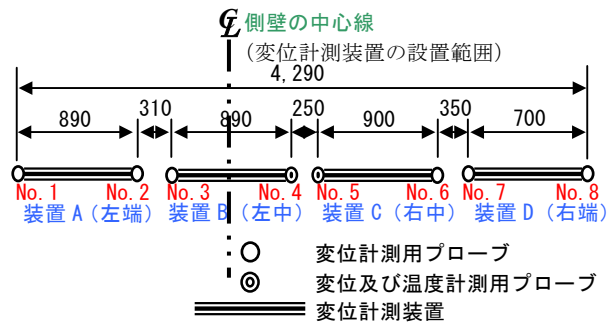 ℄ 側壁の中心線
(変位計測装置の設置範囲)
4,290
890 310 890 250 900 350 700
No.1 No.2 No.3 No.4 No.5 No.6 No.7 No.8
装置A(左端) 装置B(左中) 装置C(右中) 装置D(右端)
変位計測用プローブ
変位及び温度計測用プローブ
変位計測装置